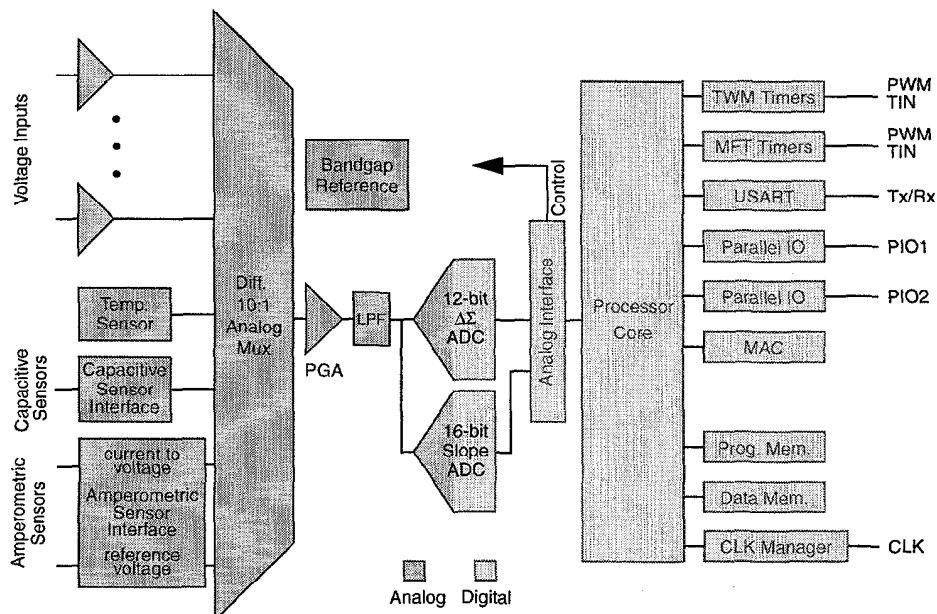 Voltage Inputs
Capacitive
Sensors
Amperometric
Sensors
Temp.
Sensor
Capacitive
Sensor
Interface
current to
voltage
Amperometric
Sensor
Interface
reference
voltage
Diff.
10:1
Analog
Mux
Bandgap
Reference
PGA
LPF
12-bit
ΔΣ
ADC
16-bit
Slope
ADC
Control
Analog Interface
Processor
Core
TWM Timers
MFT Timers
USART
Parallel IO
Parallel IO
MAC
Prog. Mem.
Data Mem.
CLK Manager
PWM
TIN
PWM
TIN
Tx/Rx
PIO1
PIO2
CLK
Analog
Digital